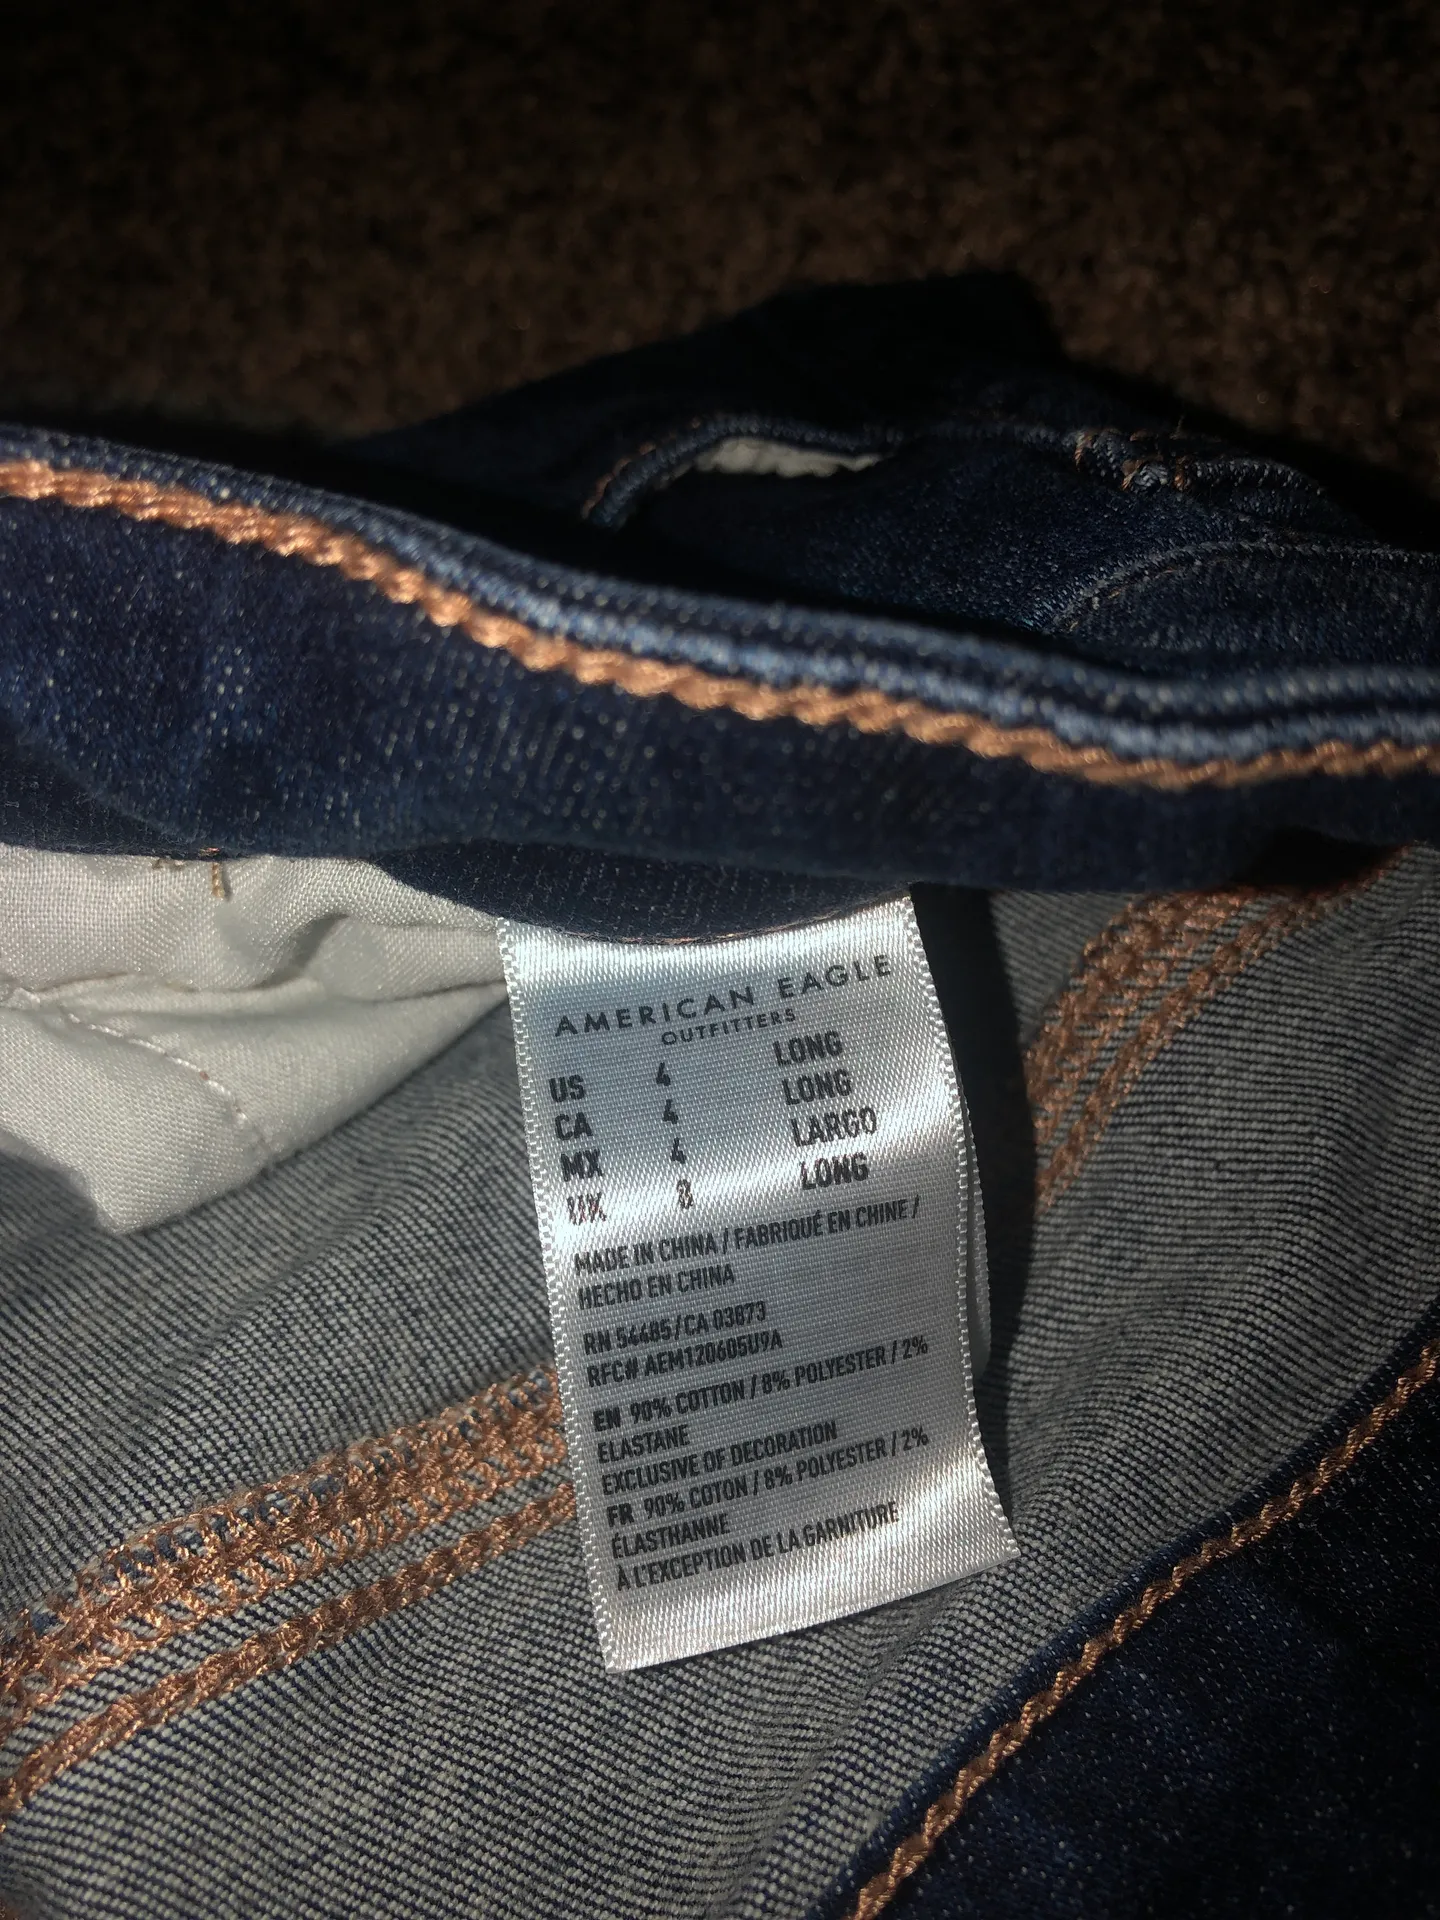 AMERICAN EAGLE
OUTFITTERS
US 4 LONG
CA 4 LONG
MX 4 LARGO
UK 8 LONG
MADE IN CHINA / FABRIQUÉ EN CHINE /
HECHO EN CHINA
RN 54485/CA 03873
RFC# AEM120605U9A
EN 90% COTTON / 8% POLYESTER / 2%
ELASTANE
EXCLUSIVE OF DECORATION
FR 90% COTON / 8% POLYESTER / 2%
ÉLASTHANNE
À L'EXCEPTION DE LA GARNITURE